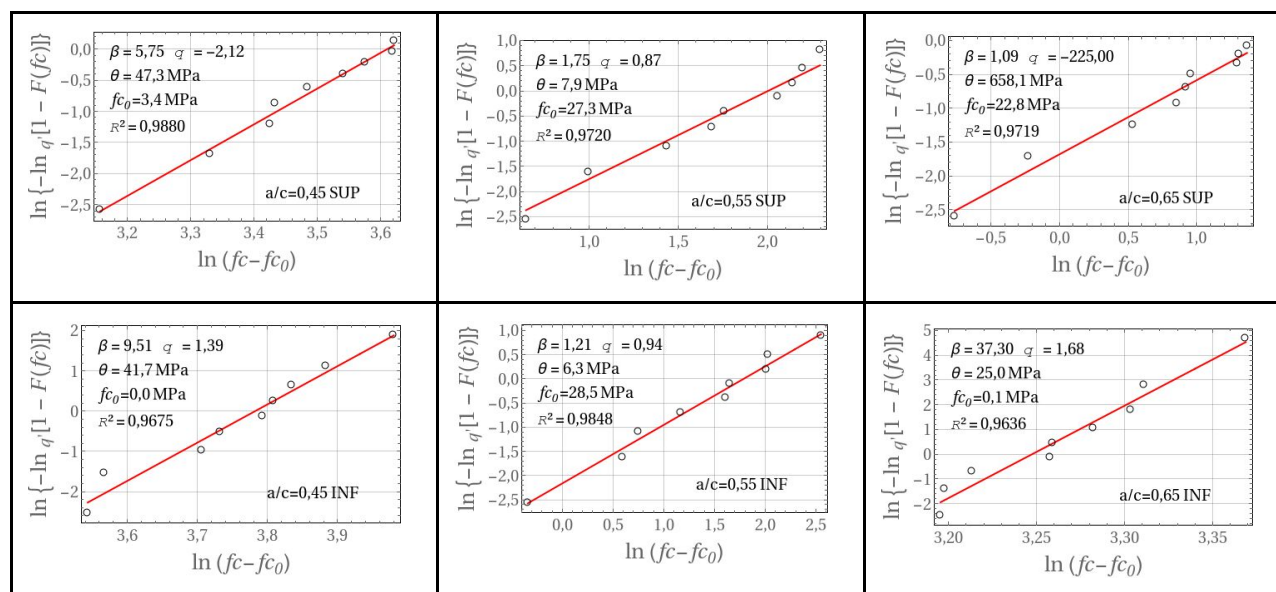 ln {−ln q'[1 − F(fc)]}
β = 5,75 q = −2,12
θ = 47,3 MPa
fc0=3,4 MPa
R² = 0,9880
a/c=0,45 SUP
0,0
−0,5
−1,0
−1,5
−2,0
−2,5
3,2 3,3 3,4 3,5 3,6
ln (fc−fc0)
ln {−ln q'[1 − F(fc)]}
β = 1,75 q = 0,87
θ = 7,9 MPa
fc0=27,3 MPa
R² = 0,9720
a/c=0,55 SUP
1,0
0,5
0,0
−0,5
−1,0
−1,5
−2,0
−2,5
1,0 1,5 2,0
ln (fc−fc0)
ln {−ln q'[1 − F(fc)]}
β = 1,09 q = −225,00
θ = 658,1 MPa
fc0=22,8 MPa
R² = 0,9719
a/c=0,65 SUP
0,0
−0,5
−1,0
−1,5
−2,0
−2,5
−0,5 0,0 0,5 1,0
ln (fc−fc0)
ln {−ln q'[1 − F(fc)]}
β = 9,51 q = 1,39
θ = 41,7 MPa
fc0=0,0 MPa
R² = 0,9675
a/c=0,45 INF
2
1
0
−1
−2
3,6 3,7 3,8 3,9
ln (fc−fc0)
ln {−ln q'[1 − F(fc)]}
β = 1,21 q = 0,94
θ = 6,3 MPa
fc0=28,5 MPa
R² = 0,9848
a/c=0,55 INF
1,0
0,5
0,0
−0,5
−1,0
−1,5
−2,0
−2,5
0,0 0,5 1,0 1,5 2,0 2,5
ln (fc−fc0)
ln {−ln q'[1 − F(fc)]}
β = 37,30 q = 1,68
θ = 25,0 MPa
fc0=0,1 MPa
R² = 0,9636
a/c=0,65 INF
5
4
3
2
1
0
−1
−2
3,20 3,25 3,30 3,35
ln (fc−fc0)